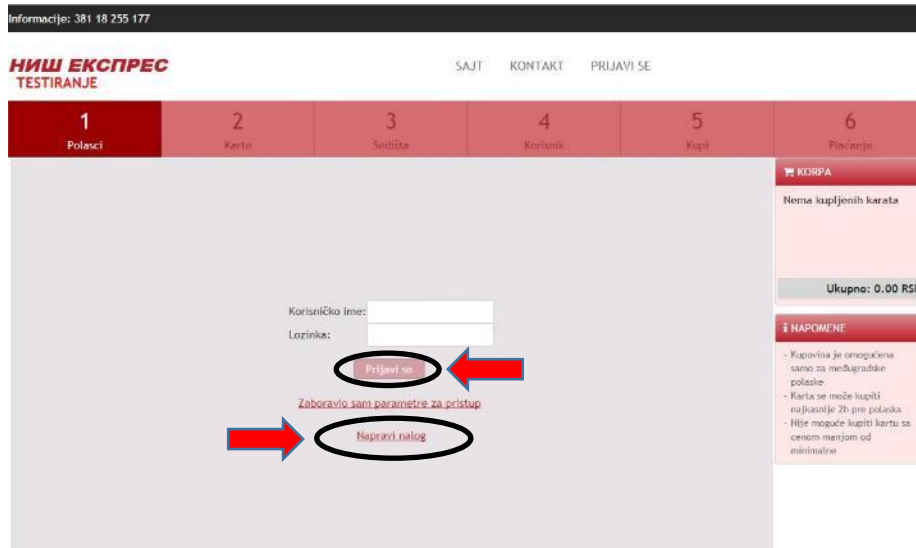 Informacije: 381 18 255 177
НИШ ЕКСПРЕС
TESTIRANJE
SAJT KONTAKT PRIJAVI SE
1 2 3 4 5 6
Polasci Karte Sedišta Korisnik Kupi Plaćanje
KORPA
Nema kupljenih karata
Ukupno: 0.00 RS
Korisničko ime:
Lozinka:
Prijavi se
Zaboravio sam parametre za pristup
Napravi nalog
i NAPOMENE
- Kupovina je omogućena
samo za međugradske
polaske
- Karta se može kupiti
najkasnije 2h pre polaska
- Nije moguće kupiti kartu sa
cenom manjom od
minimalne